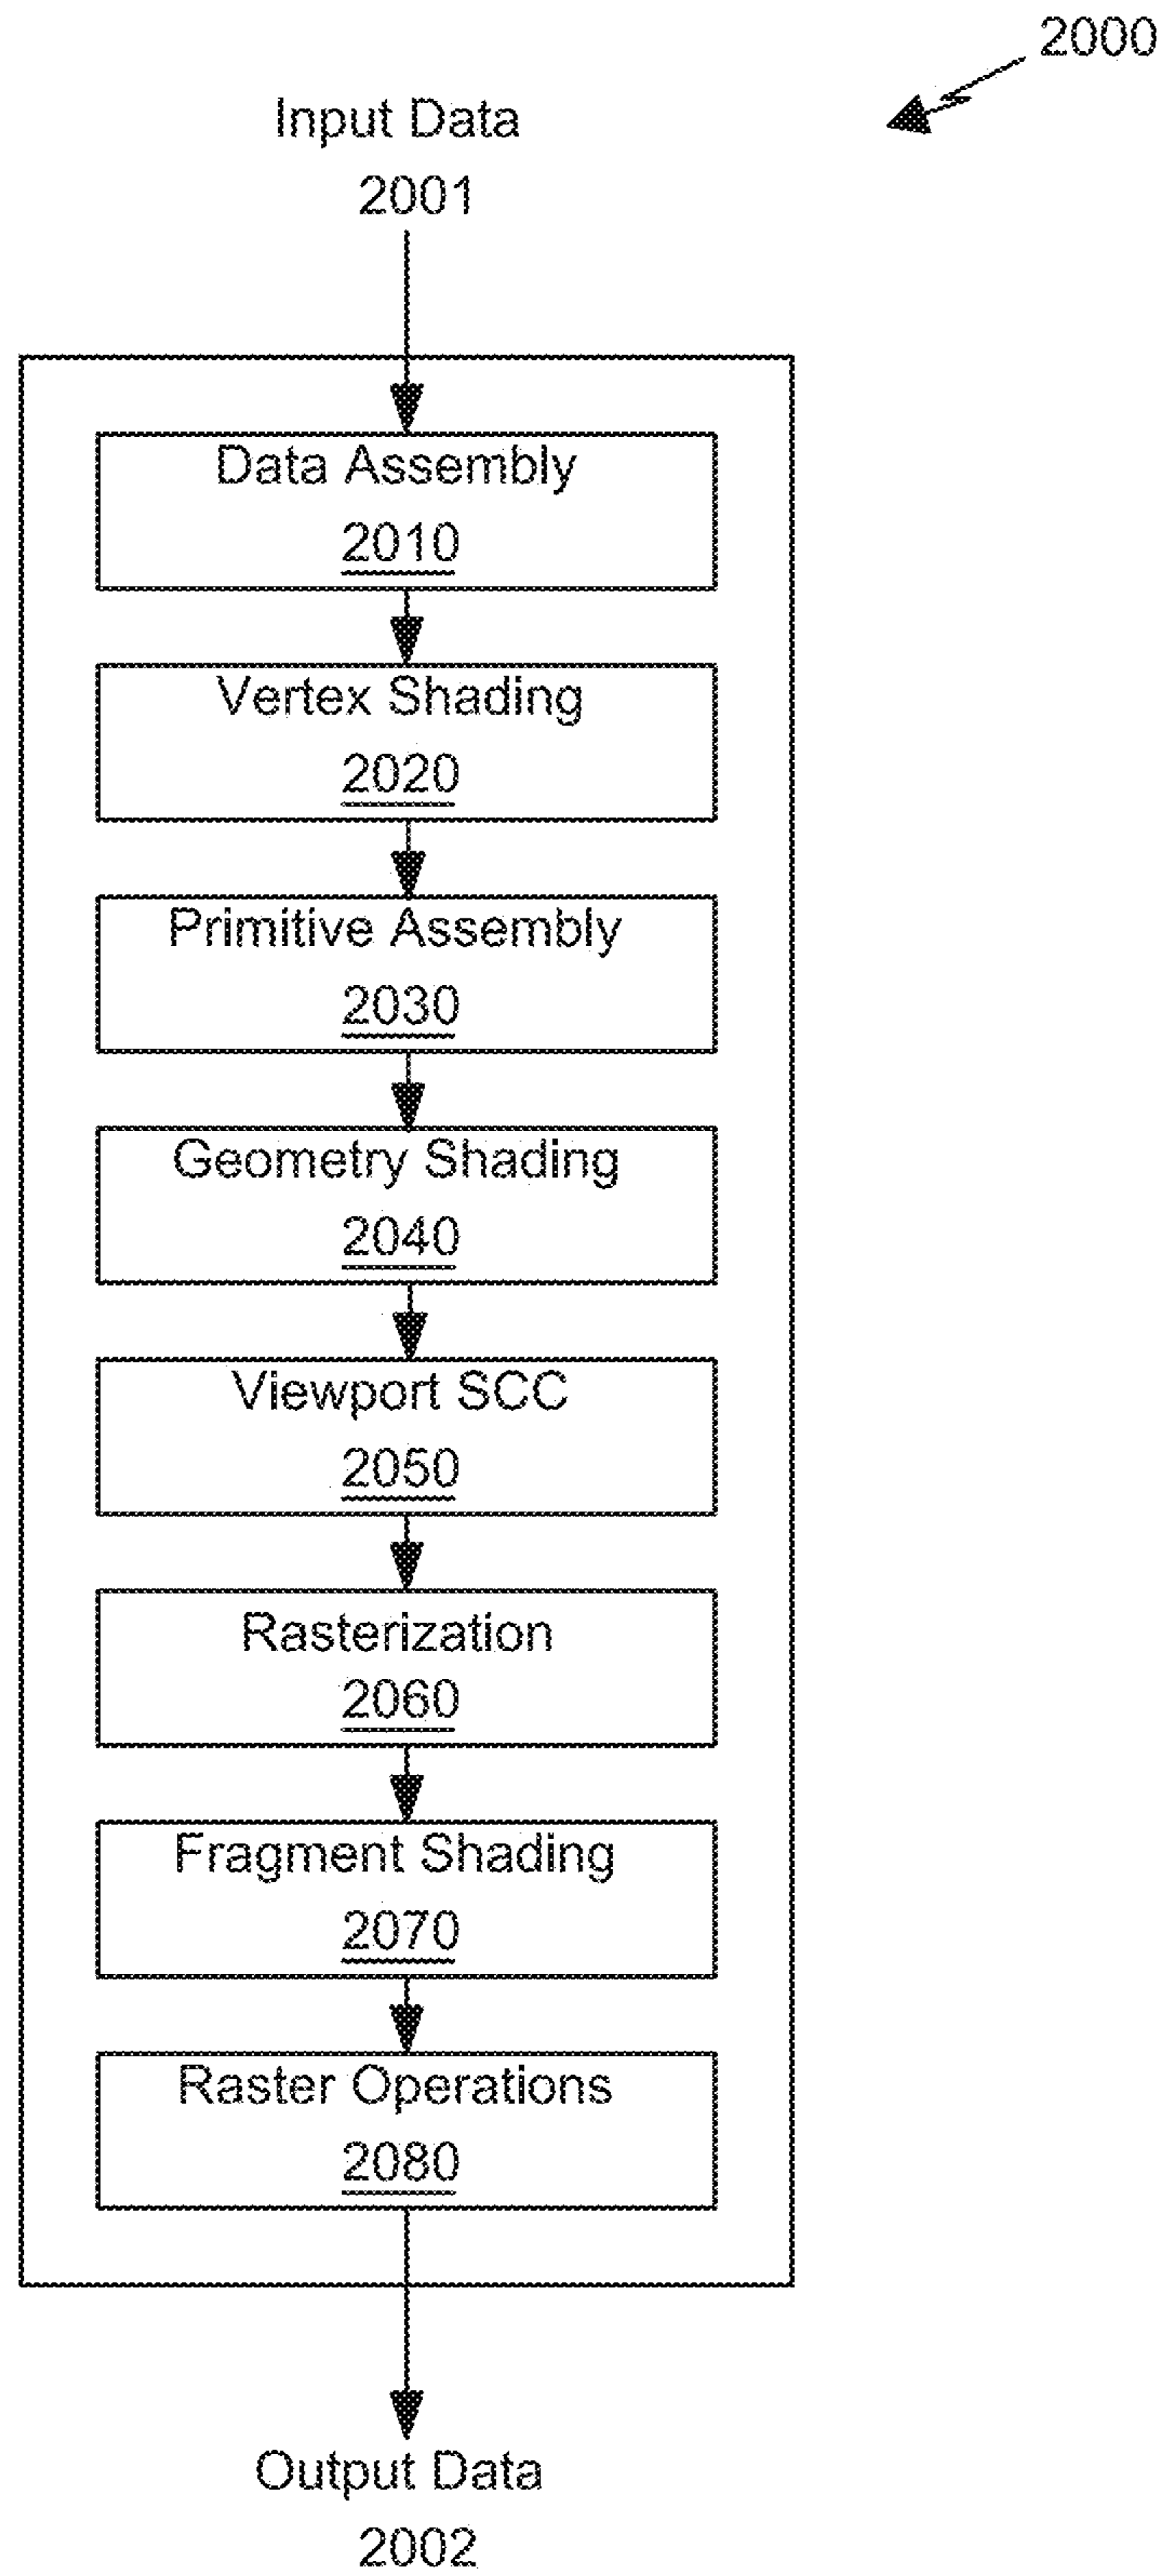 2000
Input Data
2001
Data Assembly
2010
Vertex Shading
2020
Primitive Assembly
2030
Geometry Shading
2040
Viewport SCC
2050
Rasterization
2060
Fragment Shading
2070
Raster Operations
2080
Output Data
2002